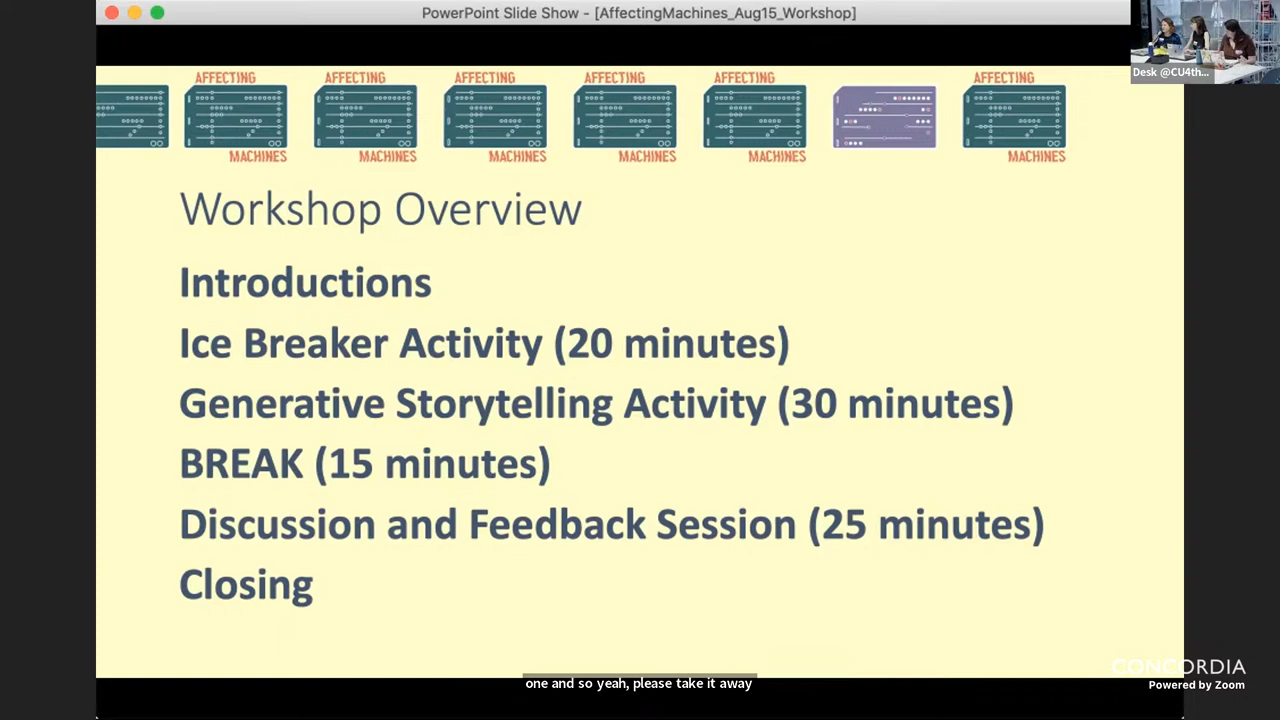 PowerPoint Slide Show - [AffectingMachines_Aug15_Workshop]
Desk @CU4th...
AFFECTING AFFECTING AFFECTING AFFECTING AFFECTING AFFECTING
MACHINES MACHINES MACHINES MACHINES MACHINES MACHINES
Workshop Overview
Introductions
Ice Breaker Activity (20 minutes)
Generative Storytelling Activity (30 minutes)
BREAK (15 minutes)
Discussion and Feedback Session (25 minutes)
Closing
CONCORDIA
one and so yeah, please take it away
Powered by Zoom